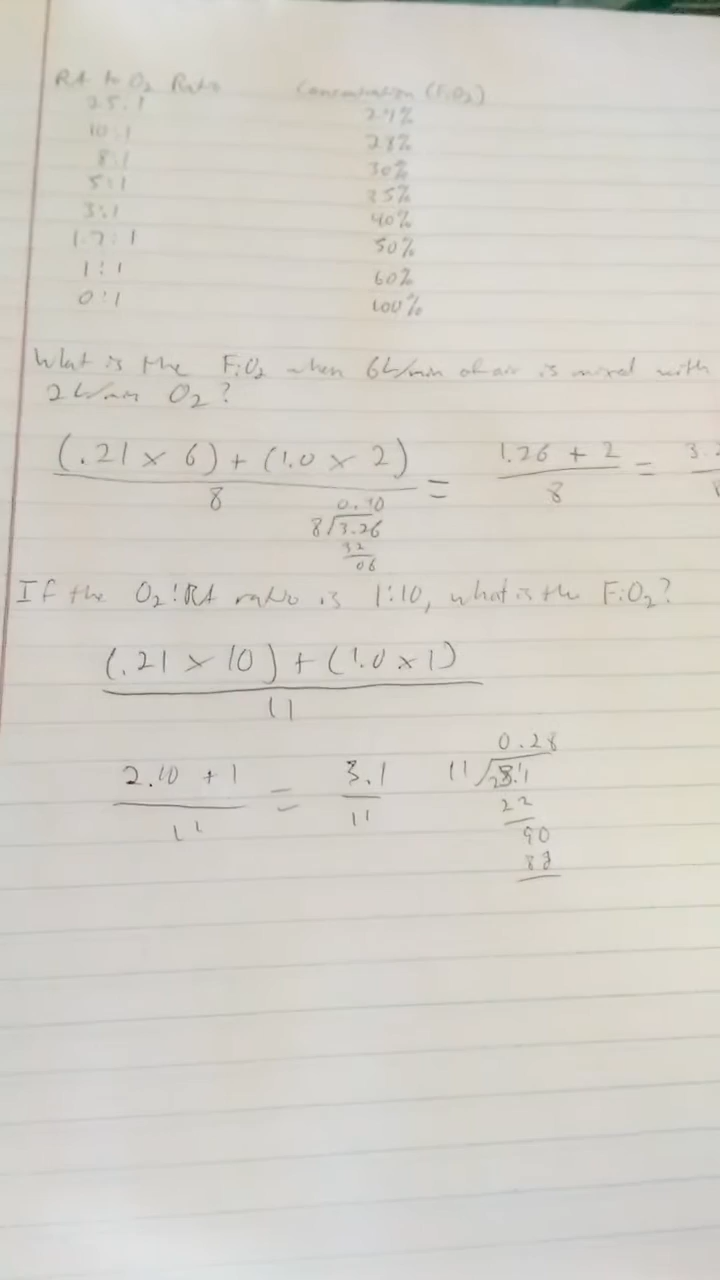 RA to O₂ Ratio Concentration (FiO₂)
25:1 24%
10:1 28%
8:1 30%
5:1 35%
3:1 40%
1.7:1 50%
1:1 60%
0:1 100%
What is the FiO₂ when 6L/min of air is mixed with
2L/min O₂?
(.21 x 6) + (1.0 x 2) = 1.26 + 2 = 3.2
8 8
0.40
8/3.26
32
06
If the O₂:RA ratio is 1:10, what is the FiO₂?
(.21 x 10) + (1.0 x 1)
11
0.28
2.10 + 1 = 3.1 11/3.1
11 11
22
90
88